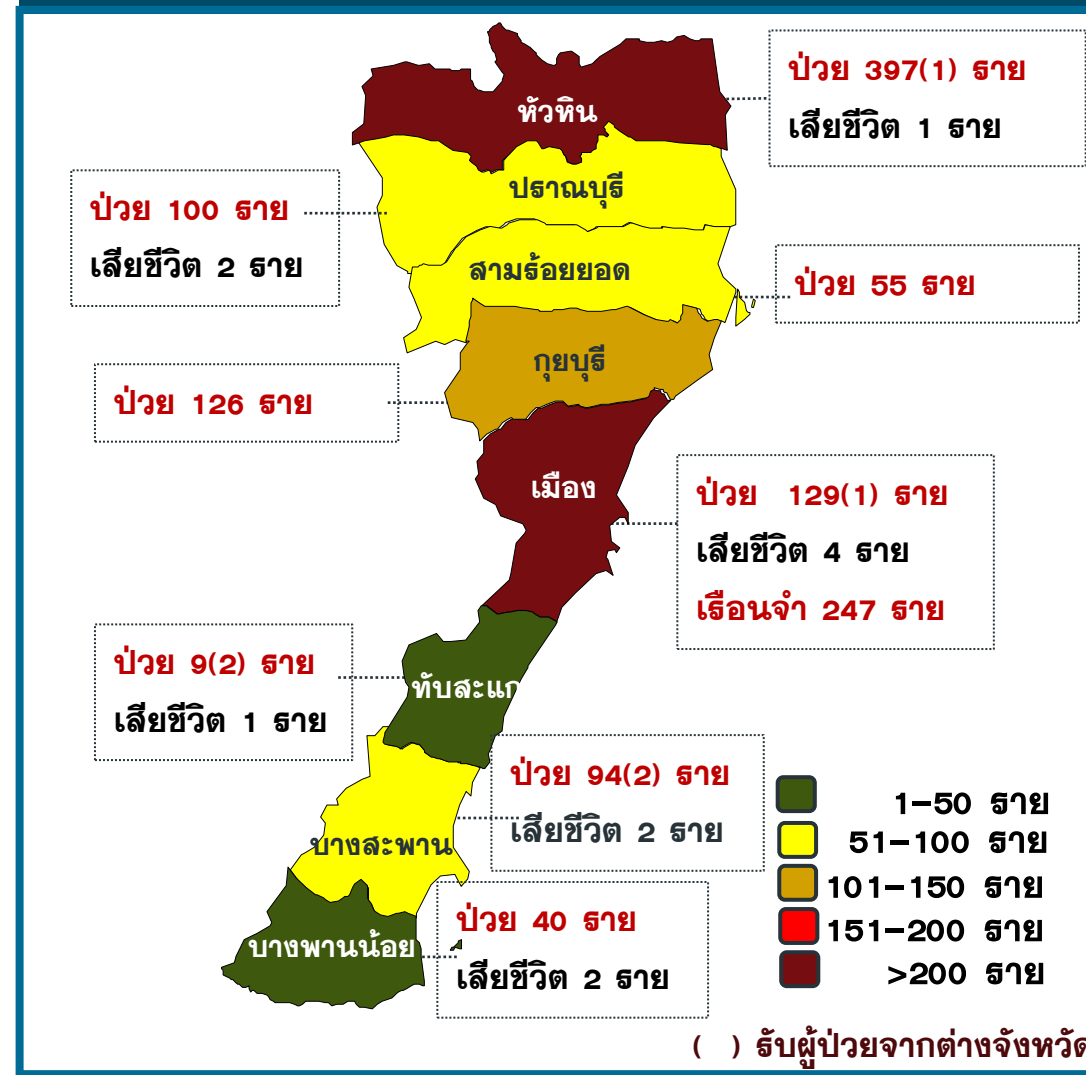 ป่วย 397(1) ราย
เสียชีวิต 1 ราย
หัวหิน
ปราณบุรี
ป่วย 100 ราย
เสียชีวิต 2 ราย
สามร้อยยอด
ป่วย 55 ราย
กุยบุรี
ป่วย 126 ราย
เมือง
ป่วย 129(1) ราย
เสียชีวิต 4 ราย
เรือนจำ 247 ราย
ป่วย 9(2) ราย
เสียชีวิต 1 ราย
ทับสะแก
ป่วย 94(2) ราย
เสียชีวิต 2 ราย
บางสะพาน
ป่วย 40 ราย
เสียชีวิต 2 ราย
บางพานน้อย
1-50 ราย
51-100 ราย
101-150 ราย
151-200 ราย
>200 ราย
( ) รับผู้ป่วยจากต่างจังหวัด